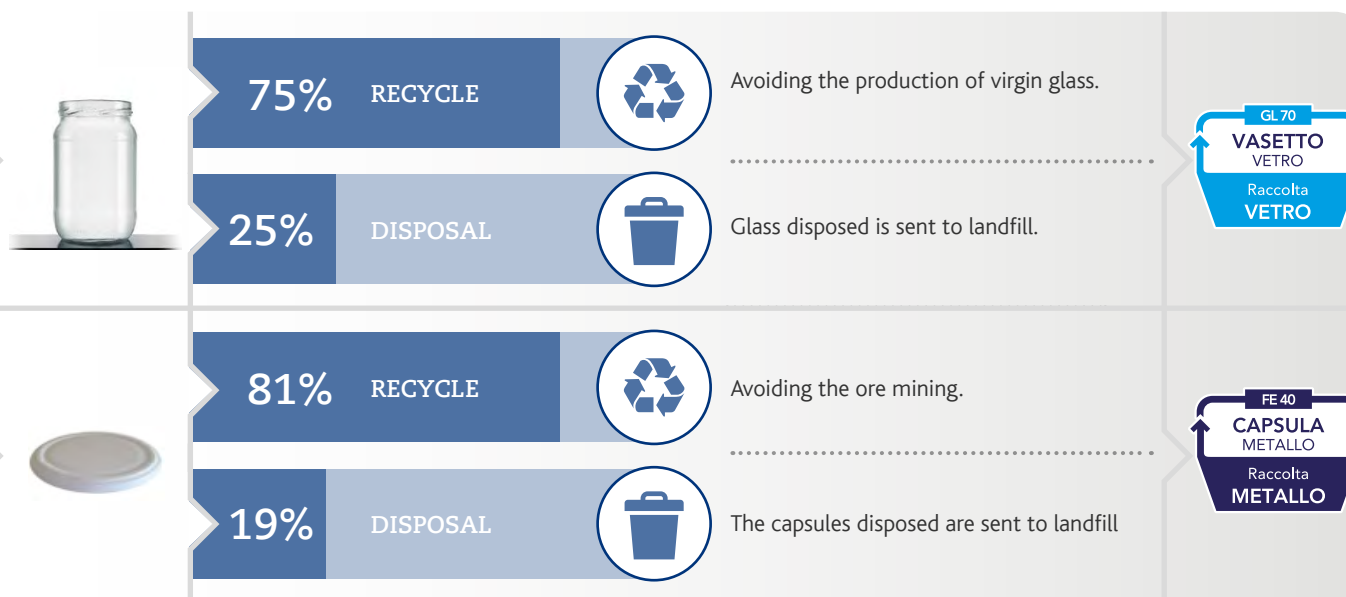 75% RECYCLE
Avoiding the production of virgin glass.
GL 70
VASETTO
VETRO
Raccolta
VETRO
25% DISPOSAL
Glass disposed is sent to landfill.
81% RECYCLE
Avoiding the ore mining.
FE 40
CAPSULA
METALLO
Raccolta
METALLO
19% DISPOSAL
The capsules disposed are sent to landfill